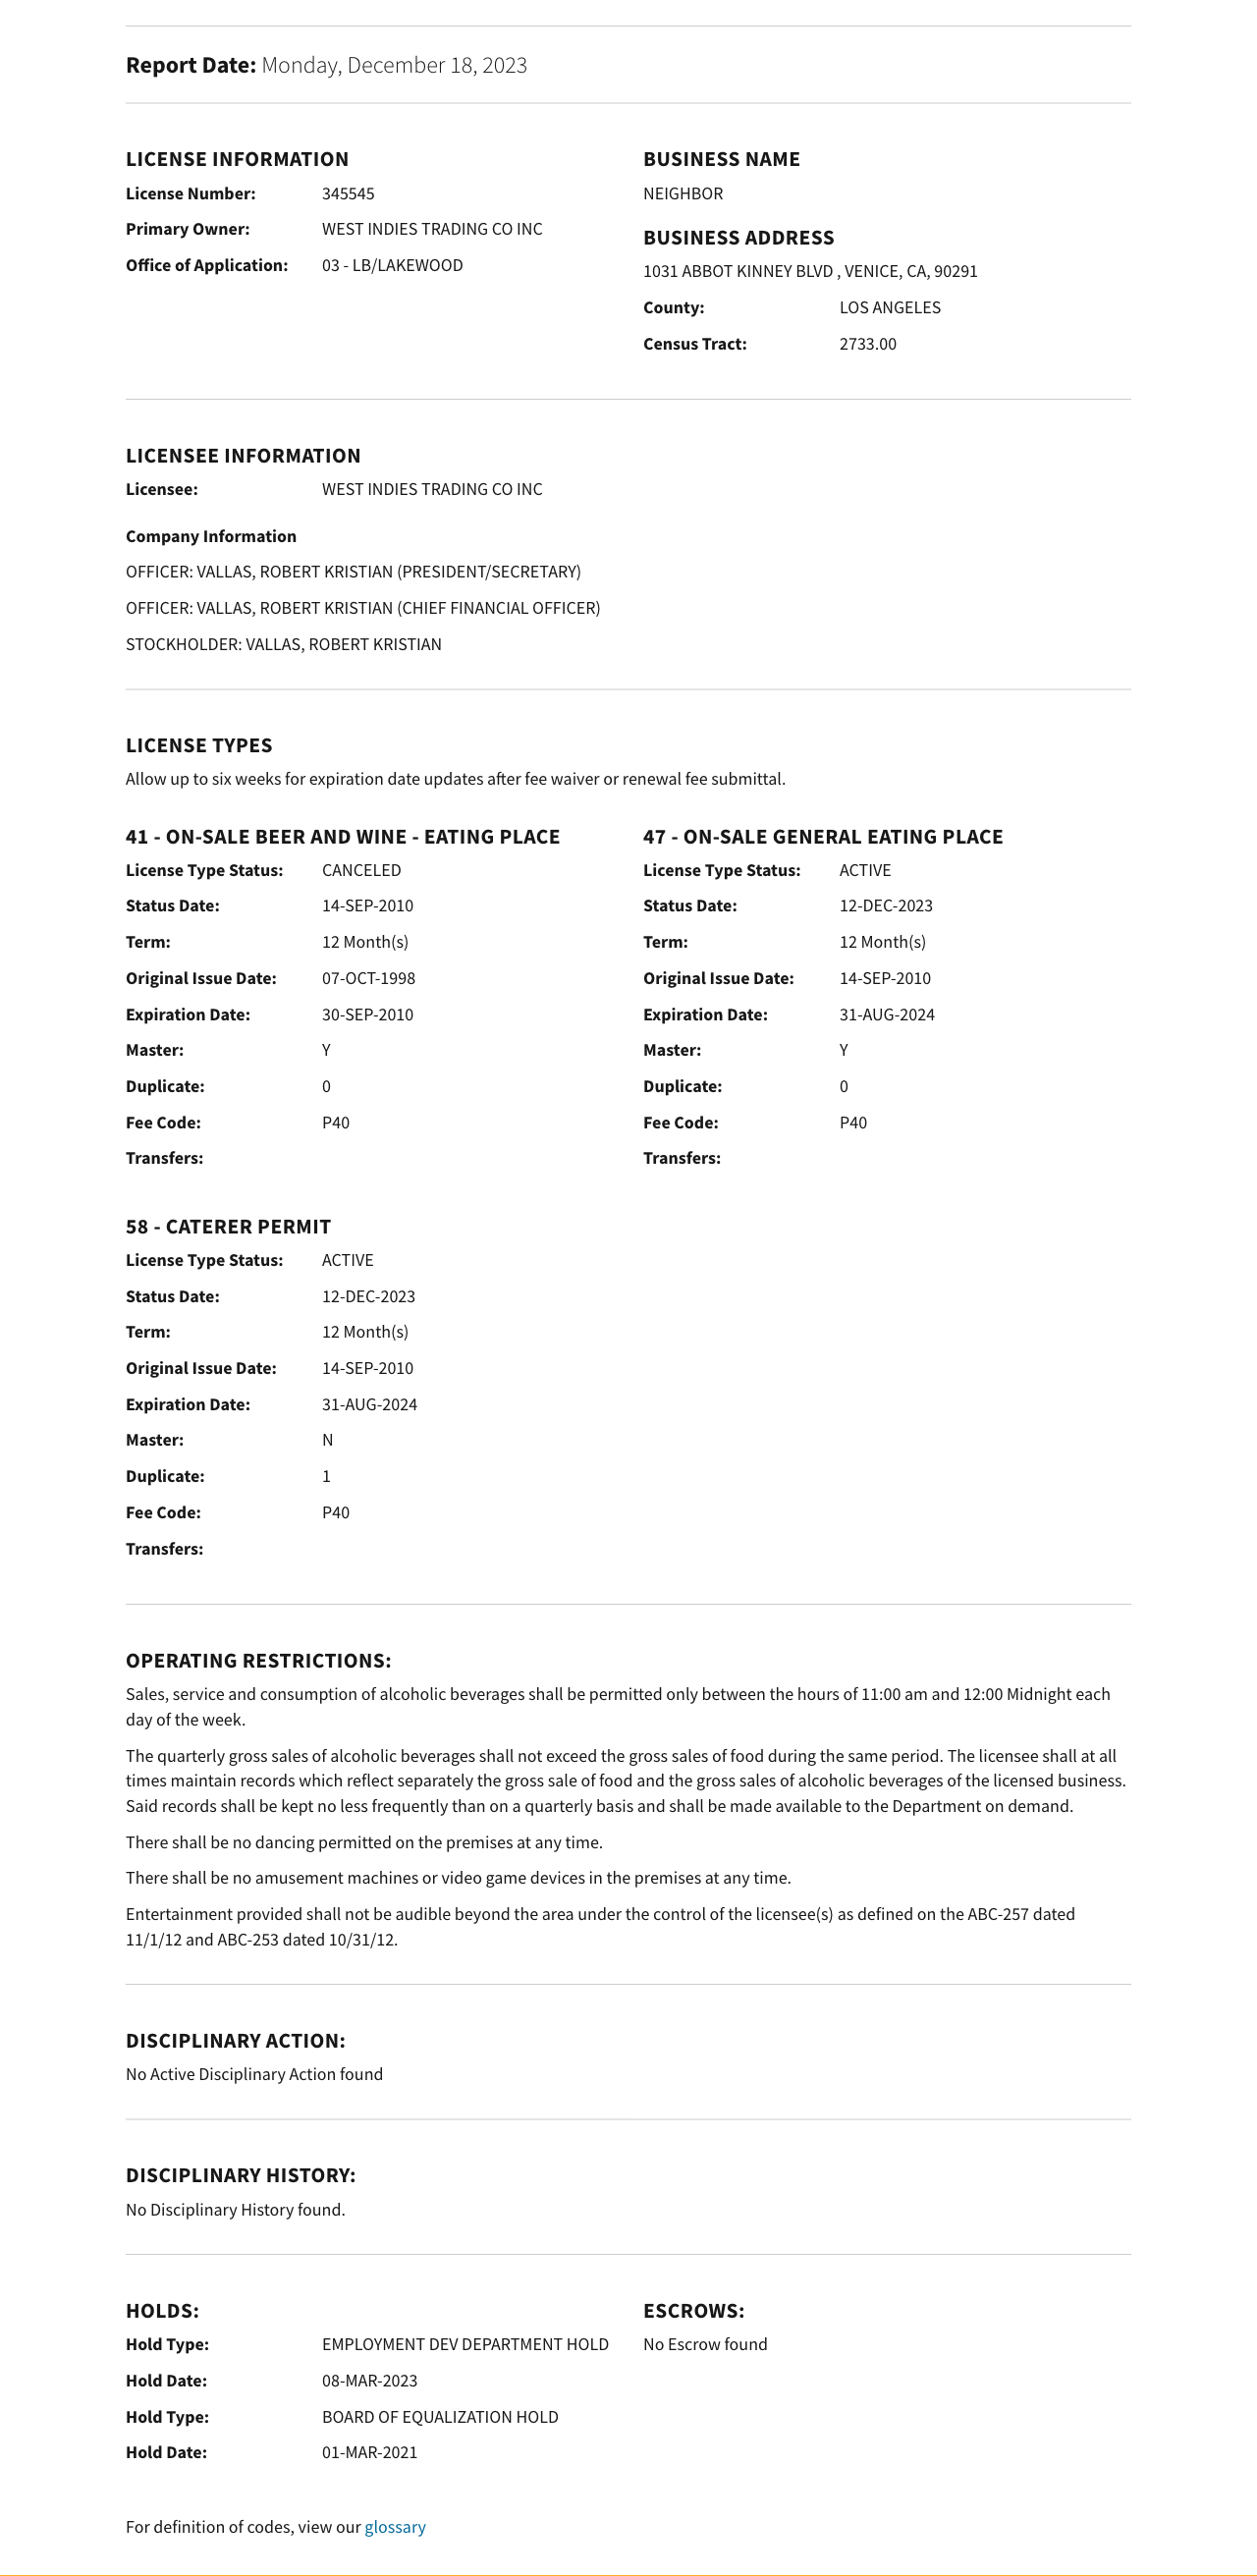 Report Date: Monday, December 18, 2023
LICENSE INFORMATION
License Number: 345545
Primary Owner: WEST INDIES TRADING CO INC
Office of Application: 03 - LB/LAKEWOOD
BUSINESS NAME
NEIGHBOR
BUSINESS ADDRESS
1031 ABBOT KINNEY BLVD , VENICE, CA, 90291
County: LOS ANGELES
Census Tract: 2733.00
LICENSEE INFORMATION
Licensee: WEST INDIES TRADING CO INC
Company Information
OFFICER: VALLAS, ROBERT KRISTIAN (PRESIDENT/SECRETARY)
OFFICER: VALLAS, ROBERT KRISTIAN (CHIEF FINANCIAL OFFICER)
STOCKHOLDER: VALLAS, ROBERT KRISTIAN
LICENSE TYPES
Allow up to six weeks for expiration date updates after fee waiver or renewal fee submittal.
41 - ON-SALE BEER AND WINE - EATING PLACE
License Type Status: CANCELED
Status Date: 14-SEP-2010
Term: 12 Month(s)
Original Issue Date: 07-OCT-1998
Expiration Date: 30-SEP-2010
Master: Y
Duplicate: 0
Fee Code: P40
Transfers:
47 - ON-SALE GENERAL EATING PLACE
License Type Status: ACTIVE
Status Date: 12-DEC-2023
Term: 12 Month(s)
Original Issue Date: 14-SEP-2010
Expiration Date: 31-AUG-2024
Master: Y
Duplicate: 0
Fee Code: P40
Transfers:
58 - CATERER PERMIT
License Type Status: ACTIVE
Status Date: 12-DEC-2023
Term: 12 Month(s)
Original Issue Date: 14-SEP-2010
Expiration Date: 31-AUG-2024
Master: N
Duplicate: 1
Fee Code: P40
Transfers:
OPERATING RESTRICTIONS:
Sales, service and consumption of alcoholic beverages shall be permitted only between the hours of 11:00 am and 12:00 Midnight each
day of the week.
The quarterly gross sales of alcoholic beverages shall not exceed the gross sales of food during the same period. The licensee shall at all
times maintain records which reflect separately the gross sale of food and the gross sales of alcoholic beverages of the licensed business.
Said records shall be kept no less frequently than on a quarterly basis and shall be made available to the Department on demand.
There shall be no dancing permitted on the premises at any time.
There shall be no amusement machines or video game devices in the premises at any time.
Entertainment provided shall not be audible beyond the area under the control of the licensee(s) as defined on the ABC-257 dated
11/1/12 and ABC-253 dated 10/31/12.
DISCIPLINARY ACTION:
No Active Disciplinary Action found
DISCIPLINARY HISTORY:
No Disciplinary History found.
HOLDS:
Hold Type: EMPLOYMENT DEV DEPARTMENT HOLD
Hold Date: 08-MAR-2023
Hold Type: BOARD OF EQUALIZATION HOLD
Hold Date: 01-MAR-2021
ESCROWS:
No Escrow found
For definition of codes, view our glossary